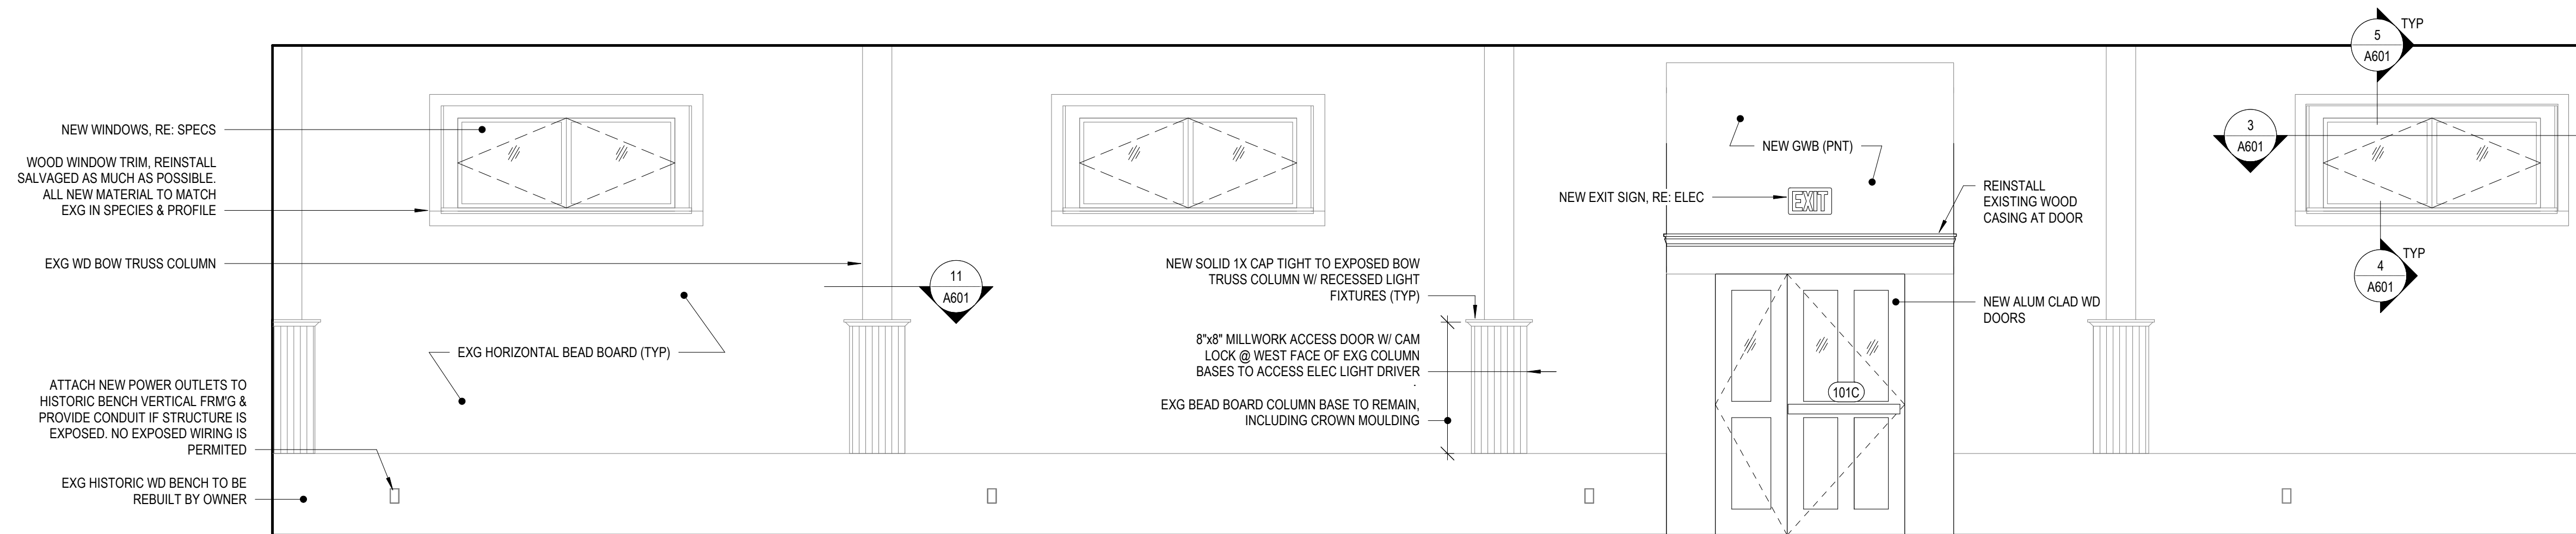 NEW WINDOWS, RE: SPECS
WOOD WINDOW TRIM, REINSTALL
SALVAGED AS MUCH AS POSSIBLE.
ALL NEW MATERIAL TO MATCH
EXG IN SPECIES & PROFILE
EXG WD BOW TRUSS COLUMN
EXG HORIZONTAL BEAD BOARD (TYP)
ATTACH NEW POWER OUTLETS TO
HISTORIC BENCH VERTICAL FRM'G &
PROVIDE CONDUIT IF STRUCTURE IS
EXPOSED. NO EXPOSED WIRING IS
PERMITED
EXG HISTORIC WD BENCH TO BE
REBUILT BY OWNER
11
A601
NEW SOLID 1X CAP TIGHT TO EXPOSED BOW
TRUSS COLUMN W/ RECESSED LIGHT
FIXTURES (TYP)
8"x8" MILLWORK ACCESS DOOR W/ CAM
LOCK @ WEST FACE OF EXG COLUMN
BASES TO ACCESS ELEC LIGHT DRIVER
.
EXG BEAD BOARD COLUMN BASE TO REMAIN,
INCLUDING CROWN MOULDING
NEW GWB (PNT)
NEW EXIT SIGN, RE: ELEC
EXIT
REINSTALL
EXISTING WOOD
CASING AT DOOR
NEW ALUM CLAD WD
DOORS
101C
5
A601
TYP
3
A601
4
A601
TYP